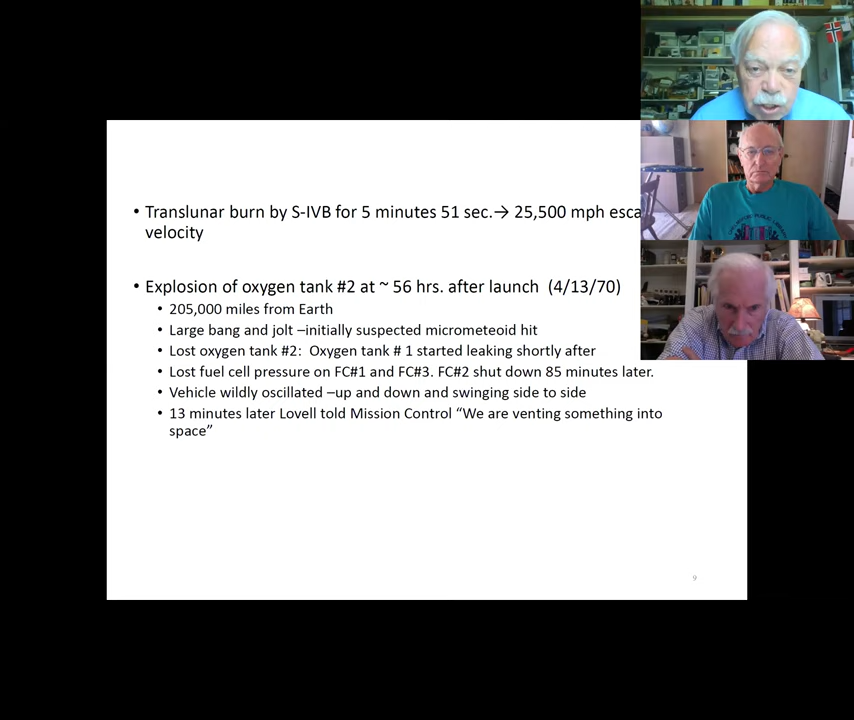 • Translunar burn by S-IVB for 5 minutes 51 sec.→ 25,500 mph esca
velocity
• Explosion of oxygen tank #2 at ~ 56 hrs. after launch (4/13/70)
• 205,000 miles from Earth
• Large bang and jolt –initially suspected micrometeoid hit
• Lost oxygen tank #2: Oxygen tank # 1 started leaking shortly after
• Lost fuel cell pressure on FC#1 and FC#3. FC#2 shut down 85 minutes later.
• Vehicle wildly oscillated –up and down and swinging side to side
• 13 minutes later Lovell told Mission Control “We are venting something into
space”
9